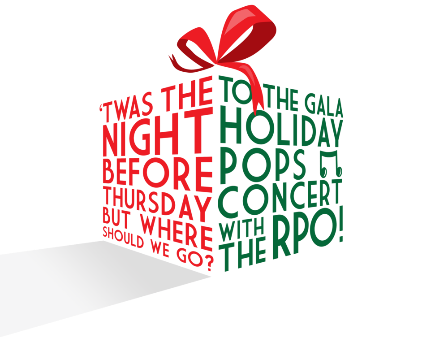 'TWAS THE
NIGHT
BEFORE
THURSDAY
BUT WHERE
SHOULD WE GO?
TO THE GALA
HOLIDAY
POPS
CONCERT
WITH
THE RPO!